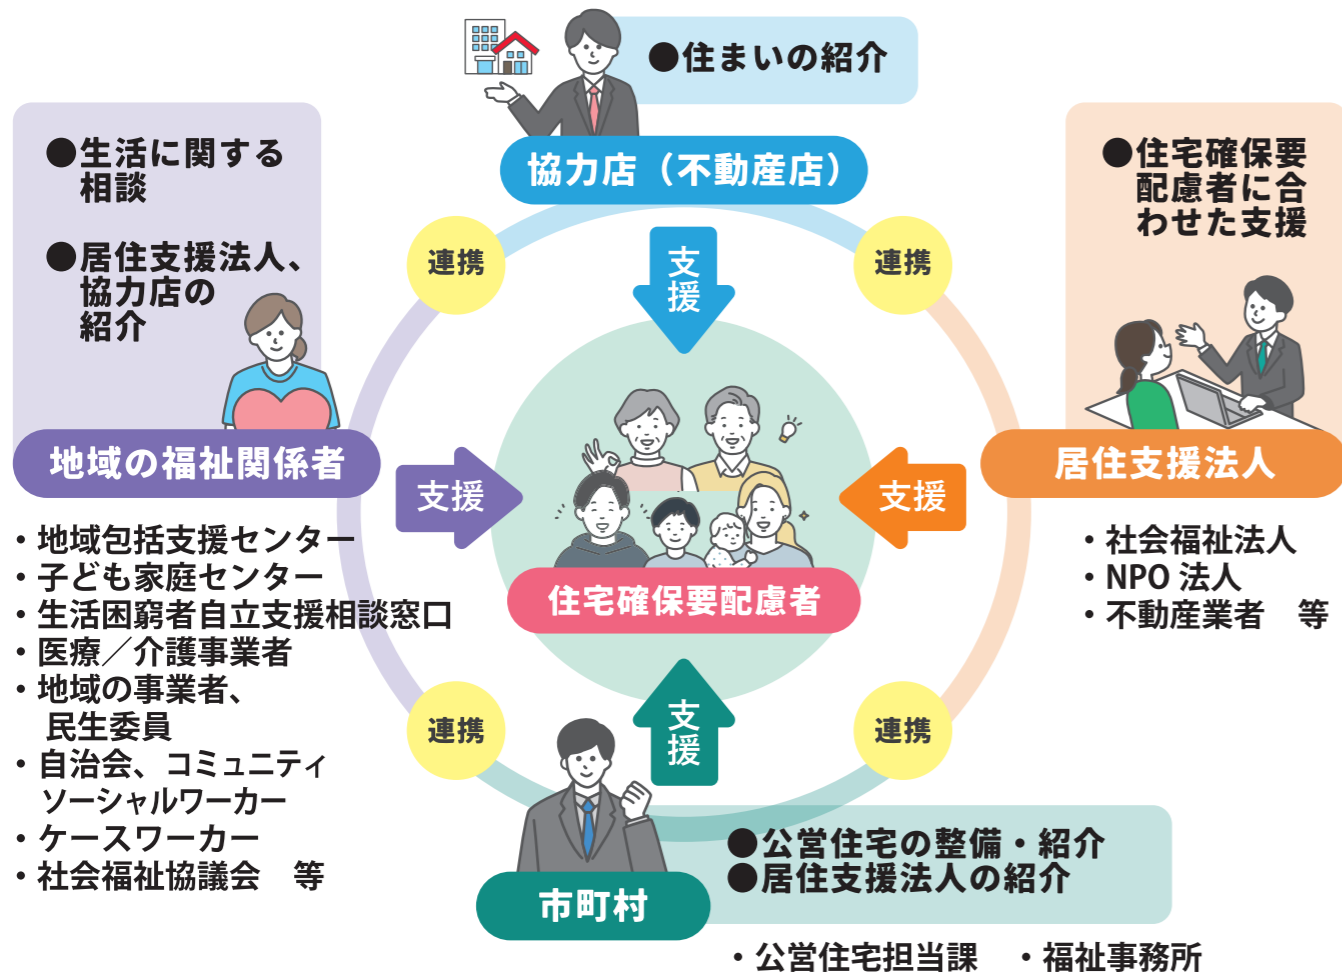 ●住まいの紹介
協力店（不動産店）
●生活に関する
相談
●居住支援法人、
協力店の
紹介
地域の福祉関係者
・地域包括支援センター
・子ども家庭センター
・生活困窮者自立支援相談窓口
・医療／介護事業者
・地域の事業者、
民生委員
・自治会、コミュニティ
ソーシャルワーカー
・ケースワーカー
・社会福祉協議会　等
連携
連携
支援
支援
支援
住宅確保要配慮者
支援
連携
連携
●住宅確保要
配慮者に合
わせた支援
居住支援法人
・社会福祉法人
・NPO 法人
・不動産業者　等
●公営住宅の整備・紹介
●居住支援法人の紹介
市町村
・公営住宅担当課　・福祉事務所